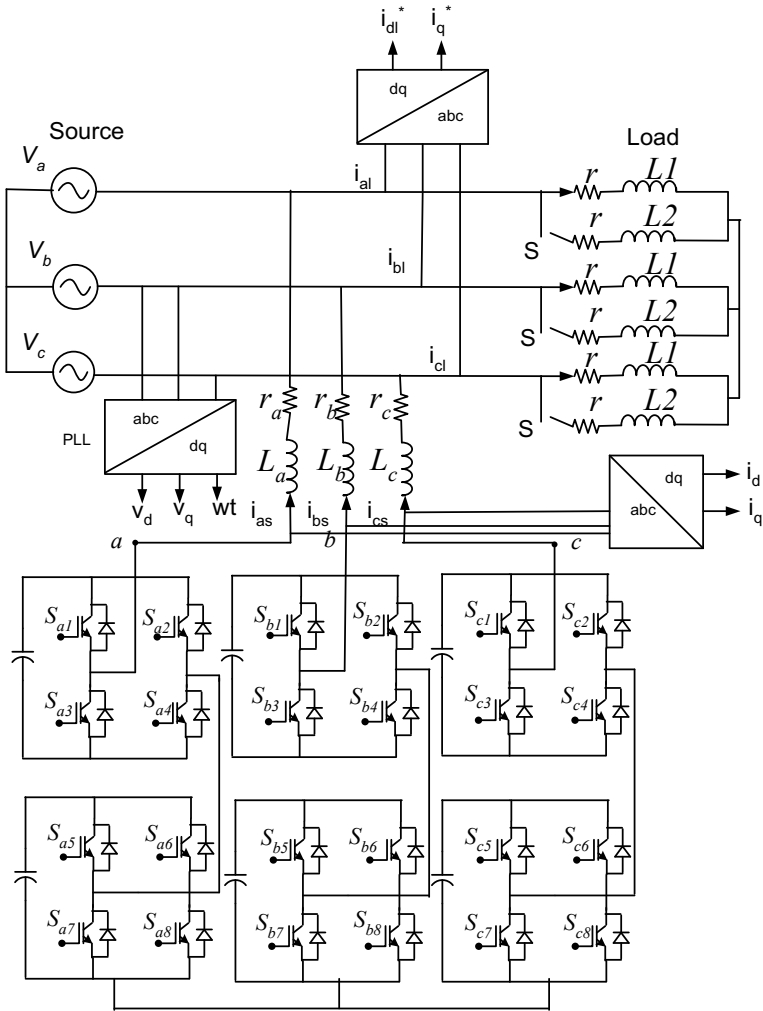 i_dl* i_q*
dq
abc
Source
Load
V_a
i_al
r L1
S r L2
V_b
i_bl
r L1
S r L2
V_c
i_cl
r L1
S r L2
PLL
abc
dq
r_a r_b r_c
L_a L_b L_c
v_d v_q wt
i_as i_bs i_cs
dq
abc
i_d
i_q
a b c
S_a1 S_a2 S_b1 S_b2 S_c1 S_c2
S_a3 S_a4 S_b3 S_b4 S_c3 S_c4
S_a5 S_a6 S_b5 S_b6 S_c5 S_c6
S_a7 S_a8 S_b7 S_b8 S_c7 S_c8